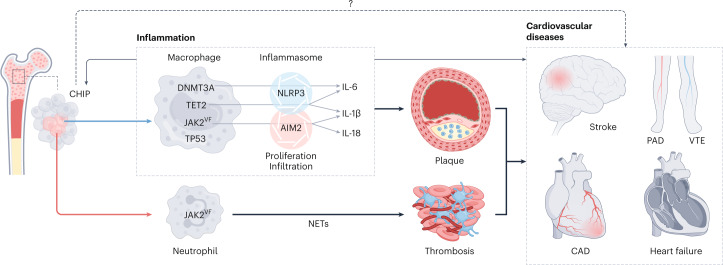 ?
Inflammation
Cardiovascular
diseases
Macrophage
Inflammasome
CHIP
DNMT3A
TET2
JAK2VF
TP53
NLRP3
AIM2
IL-6
IL-1β
IL-18
Proliferation
Infiltration
Plaque
Stroke
PAD
VTE
JAK2VF
Neutrophil
NETs
Thrombosis
CAD
Heart failure